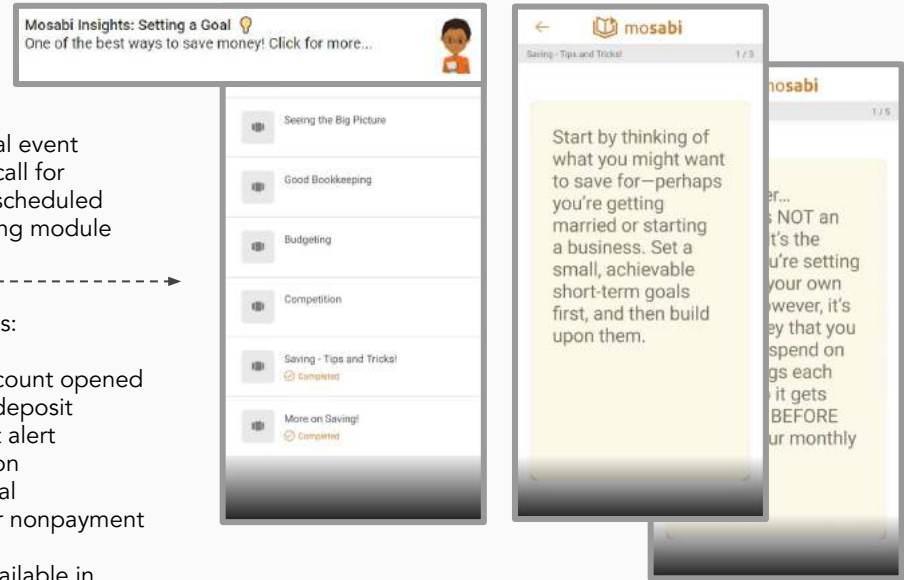 Mosabi Insights: Setting a Goal
One of the best ways to save money! Click for more...
al event
call for
scheduled
ng module
s:
count opened
deposit
t alert
on
al
r nonpayment
ailable in
Seeing the Big Picture
Good Bookkeeping
Budgeting
Competition
Saving - Tips and Tricks!
Completed
More on Saving!
Completed
mosabi
Saving - Tips and Tricks!
1 / 3
Start by thinking of
what you might want
to save for—perhaps
you're getting
married or starting
a business. Set a
small, achievable
short-term goals
first, and then build
upon them.
osabi
1 / 5
er...
s NOT an
it's the
u're setting
your own
wever, it's
ey that you
spend on
gs each
it gets
BEFORE
ur monthly